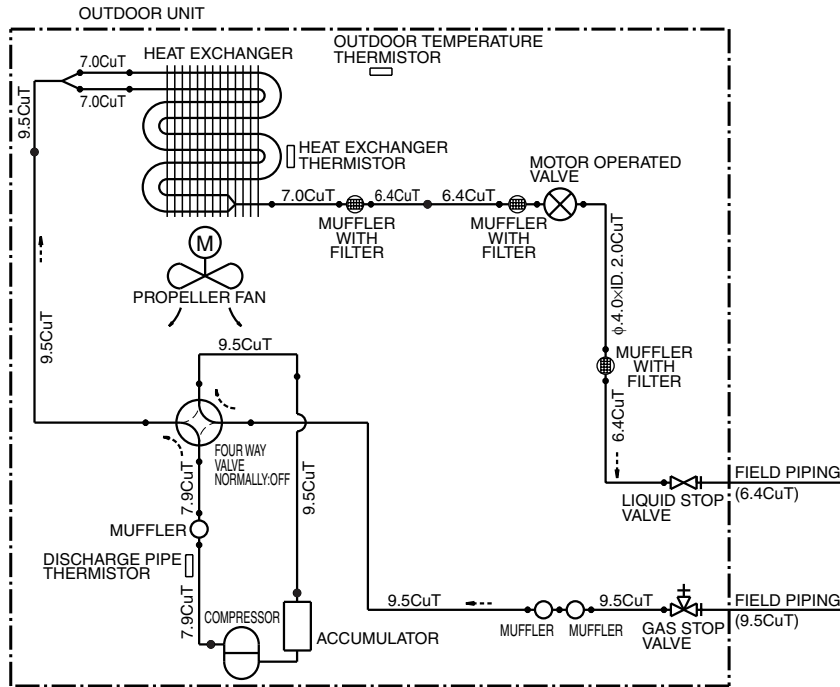 OUTDOOR UNIT
HEAT EXCHANGER
OUTDOOR TEMPERATURE
THERMISTOR
7.0CuT
7.0CuT
9.5CuT
HEAT EXCHANGER
THERMISTOR
MOTOR OPERATED
VALVE
7.0CuT
6.4CuT
6.4CuT
MUFFLER
WITH
FILTER
MUFFLER
WITH
FILTER
M
PROPELLER FAN
ϕ4.0×ID. 2.0CuT
9.5CuT
9.5CuT
MUFFLER
WITH
FILTER
6.4CuT
FOUR WAY
VALVE
NORMALLY:OFF
7.9CuT
9.5CuT
FIELD PIPING
(6.4CuT)
LIQUID STOP
VALVE
MUFFLER
DISCHARGE PIPE
THERMISTOR
7.9CuT
COMPRESSOR
ACCUMULATOR
9.5CuT
9.5CuT
MUFFLER
MUFFLER
GAS STOP
VALVE
FIELD PIPING
(9.5CuT)